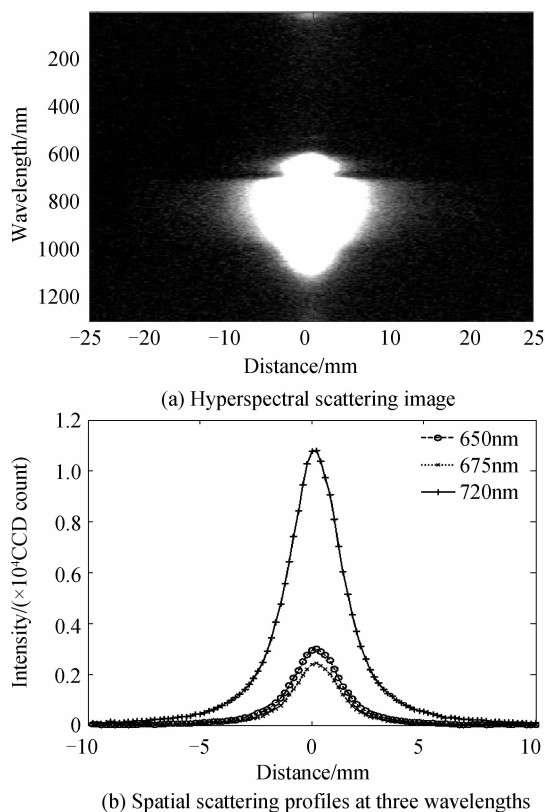 200
400
600
800
1000
1200
Wavelength/nm
−25 −20 −10 0 10 20 25
Distance/mm
(a) Hyperspectral scattering image
1.2
1.0
0.8
0.6
0.4
0.2
0
Intensity/(×10⁴CCD count)
650nm
675nm
720nm
−10 −5 0 5 10
Distance/mm
(b) Spatial scattering profiles at three wavelengths